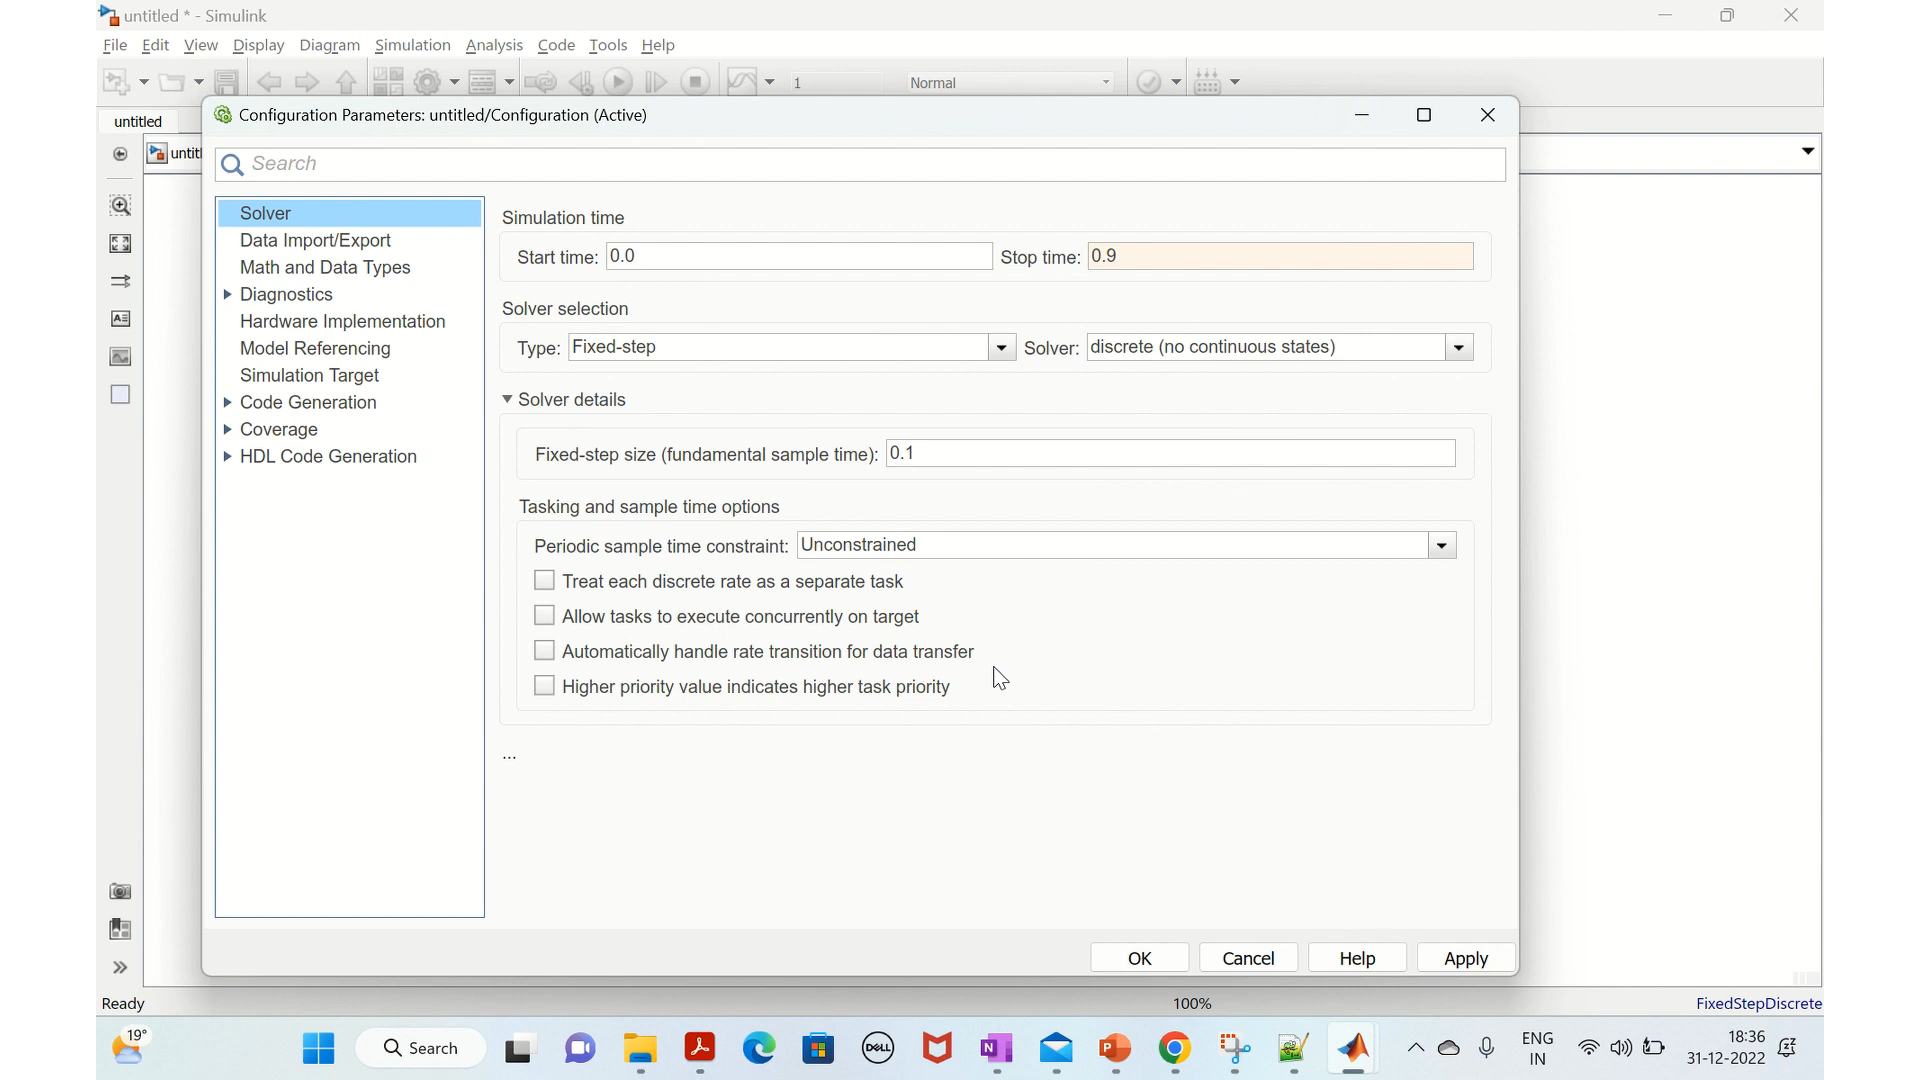 untitled * - Simulink
File Edit View Display Diagram Simulation Analysis Code Tools Help
1 Normal
untitled
Configuration Parameters: untitled/Configuration (Active)
Search
Solver
Data Import/Export
Math and Data Types
Diagnostics
Hardware Implementation
Model Referencing
Simulation Target
Code Generation
Coverage
HDL Code Generation
Simulation time
Start time: 0.0 Stop time: 0.9
Solver selection
Type: Fixed-step Solver: discrete (no continuous states)
Solver details
Fixed-step size (fundamental sample time): 0.1
Tasking and sample time options
Periodic sample time constraint: Unconstrained
Treat each discrete rate as a separate task
Allow tasks to execute concurrently on target
Automatically handle rate transition for data transfer
Higher priority value indicates higher task priority
...
OK Cancel Help Apply
Ready 100% FixedStepDiscrete
19° Search DELL ENG IN 18:36 31-12-2022